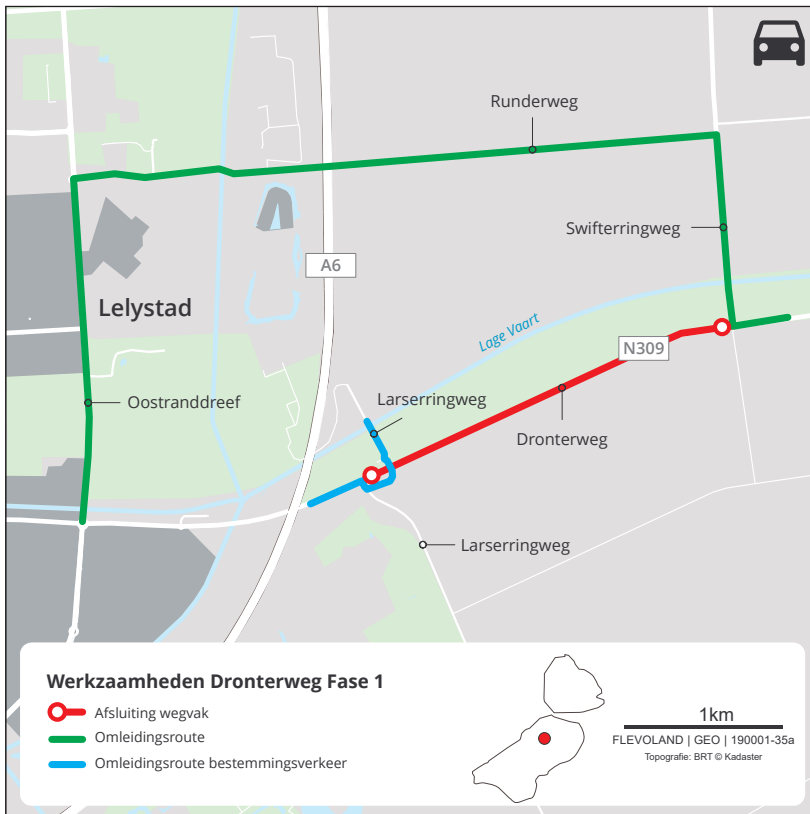 Runderweg
Swifterringweg
A6
Lelystad
Lage Vaart
N309
Oostranddreef
Larserringweg
Dronterweg
Larserringweg
Werkzaamheden Dronterweg Fase 1
Afsluiting wegvak
Omleidingsroute
Omleidingsroute bestemmingsverkeer
1km
FLEVOLAND | GEO | 190001-35a
Topografie: BRT © Kadaster